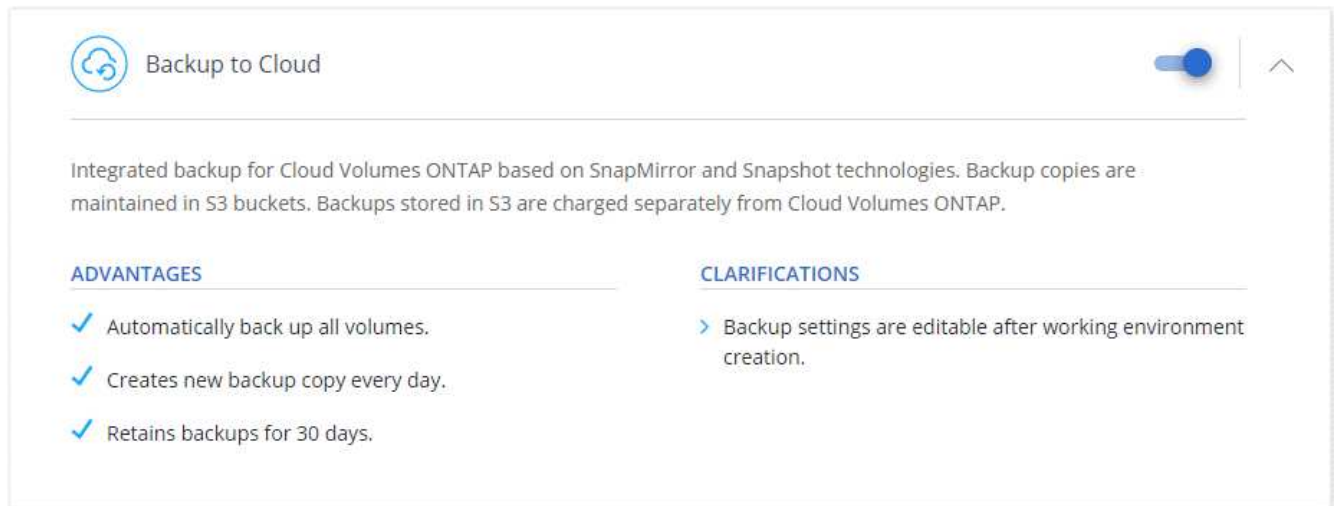 Backup to Cloud
Integrated backup for Cloud Volumes ONTAP based on SnapMirror and Snapshot technologies. Backup copies are
maintained in S3 buckets. Backups stored in S3 are charged separately from Cloud Volumes ONTAP.
ADVANTAGES
Automatically back up all volumes.
Creates new backup copy every day.
Retains backups for 30 days.
CLARIFICATIONS
Backup settings are editable after working environment
creation.